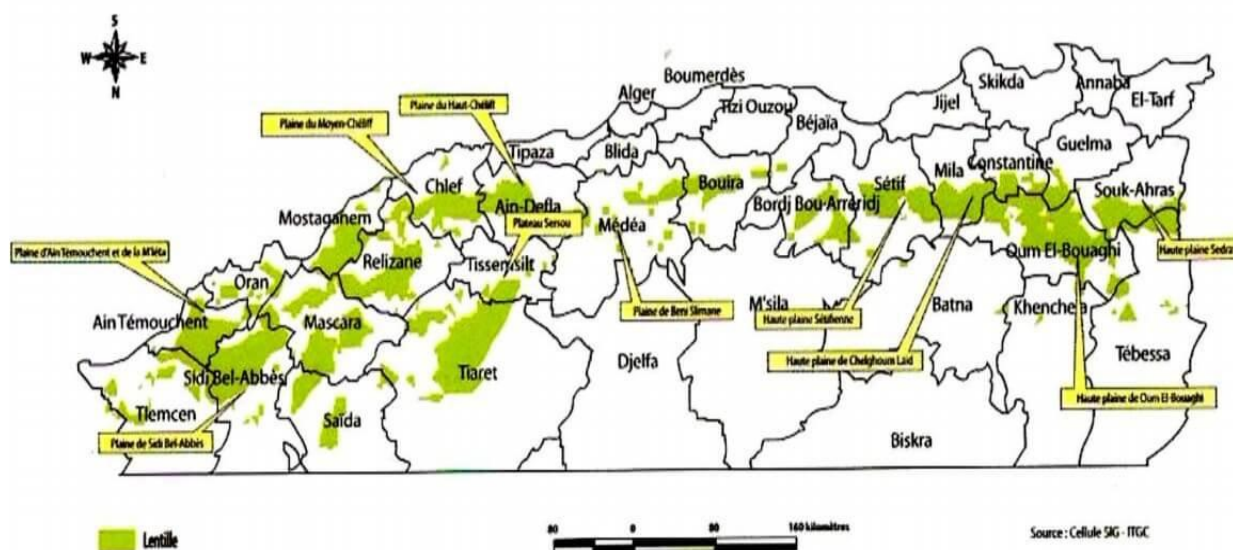 S
W E
N
Boumerdès
Skikda
Annaba
Alger
Tizi Ouzou
Jijel
El-Tarf
Plaine du Haut-Chéliff
Béjaïa
Guelma
Plaine du Moyen-Chéliff
Tipaza
Blida
Mila
Constantine
Chlef
Bouira
Sétif
Souk-Ahras
Ain-Defla
Bordj Bou-Arréridj
Mostaganem
Médéa
Plateau Sersou
Oum El-Bouaghi
Haute plaine Sedrata
Plaine d'Ain Témouchent et de la M'léta
Relizane
Tissemsilt
Oran
Plaine de Beni Slimane
M'sila
Batna
Khenchela
Ain Témouchent
Mascara
Haute plaine Sétifienne
Tébessa
Haute plaine de Chelghoum Laid
Djelfa
Sidi Bel-Abbès
Tiaret
Haute plaine de Oum El-Bouaghi
Tlemcen
Saïda
Plaine de Sidi Bel-Abbès
Biskra
80 0 80 160 kilomètres
Source : Cellule SIG - ITGC
Lentille